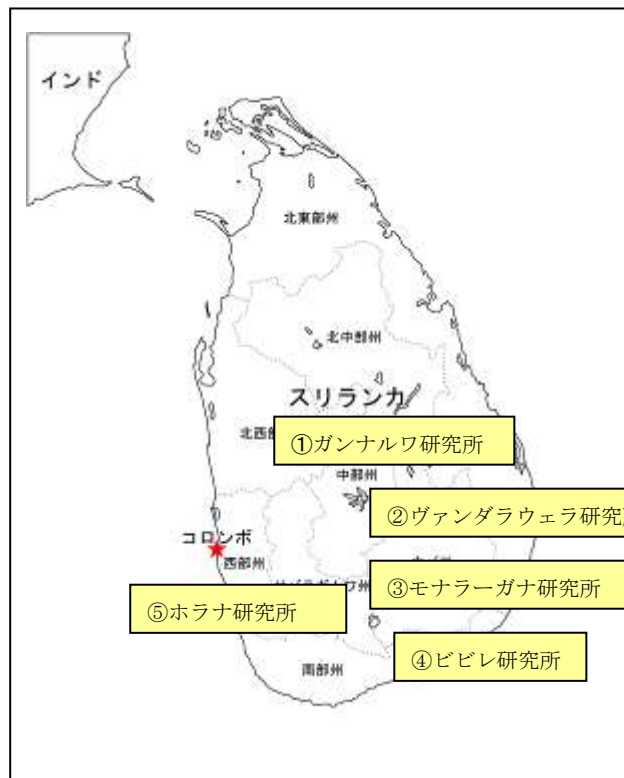 インド
北東部州
北中部州
スリランカ
北西部
①ガンナルワ研究所
中部州
②ヴァンダラウェラ研究
コロンボ
西部州
③モナラーガナ研究所
⑤ホラナ研究所
④ビビレ研究所
南部州